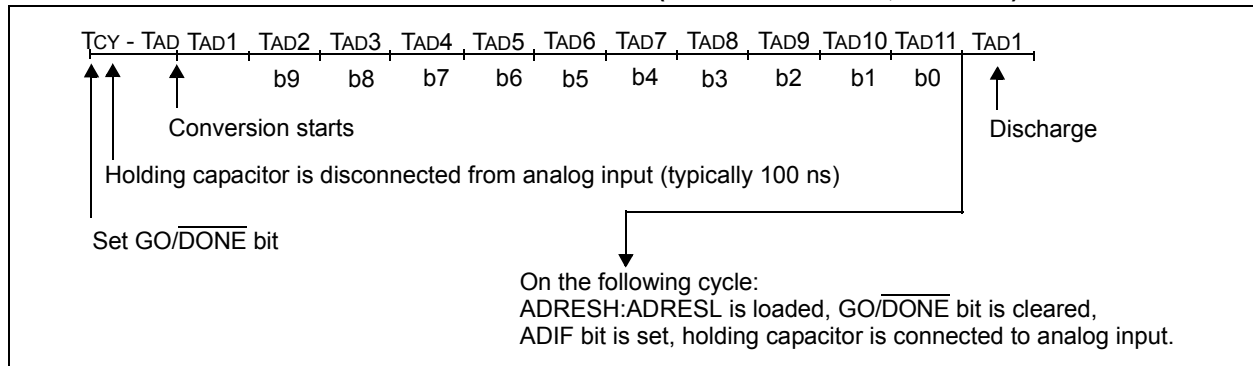 TCY - TAD TAD1 TAD2 TAD3 TAD4 TAD5 TAD6 TAD7 TAD8 TAD9 TAD10 TAD11 TAD1
b9 b8 b7 b6 b5 b4 b3 b2 b1 b0
Conversion starts
Discharge
Holding capacitor is disconnected from analog input (typically 100 ns)
Set GO/DONE bit
On the following cycle:
ADRESH:ADRESL is loaded, GO/DONE bit is cleared,
ADIF bit is set, holding capacitor is connected to analog input.